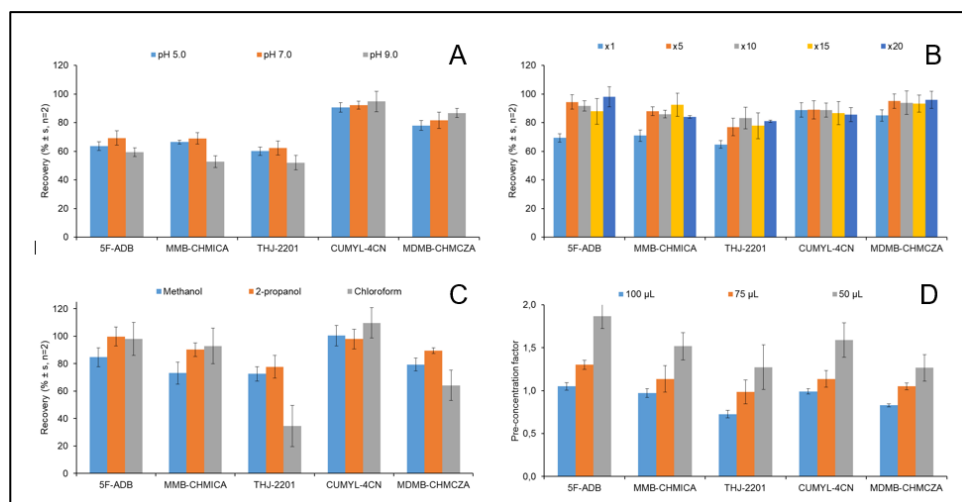 pH 5.0 pH 7.0 pH 9.0
A
Recovery (% ± s, n=2)
120
100
80
60
40
20
0
5F-ADB MMB-CHMICA THJ-2201 CUMYL-4CN MDMB-CHMCZA
x1 x5 x10 x15 x20
B
Recovery (% ± s, n=2)
120
100
80
60
40
20
0
5F-ADB MMB-CHMICA THJ-2201 CUMYL-4CN MDMB-CHMCZA
Methanol 2-propanol Chloroform
C
Recovery (% ± s, n=2)
120
100
80
60
40
20
0
5F-ADB MMB-CHMICA THJ-2201 CUMYL-4CN MDMB-CHMCZA
100 µL 75 µL 50 µL
D
Pre-concentration factor
2,0
1,5
1,0
0,5
0,0
5F-ADB MMB-CHMICA THJ-2201 CUMYL-4CN MDMB-CHMCZA